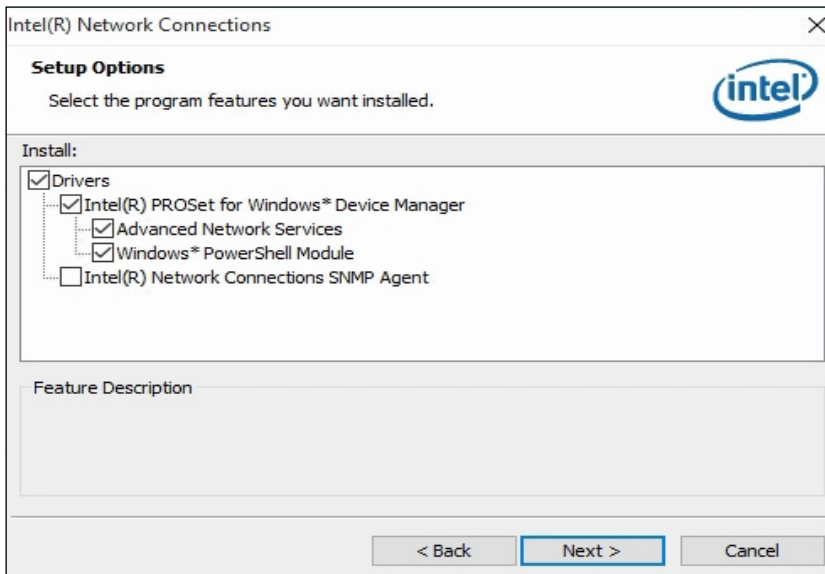 Intel(R) Network Connections
Setup Options
Select the program features you want installed.
intel
Install:
Drivers
Intel(R) PROSet for Windows* Device Manager
Advanced Network Services
Windows* PowerShell Module
Intel(R) Network Connections SNMP Agent
Feature Description
< Back Next > Cancel